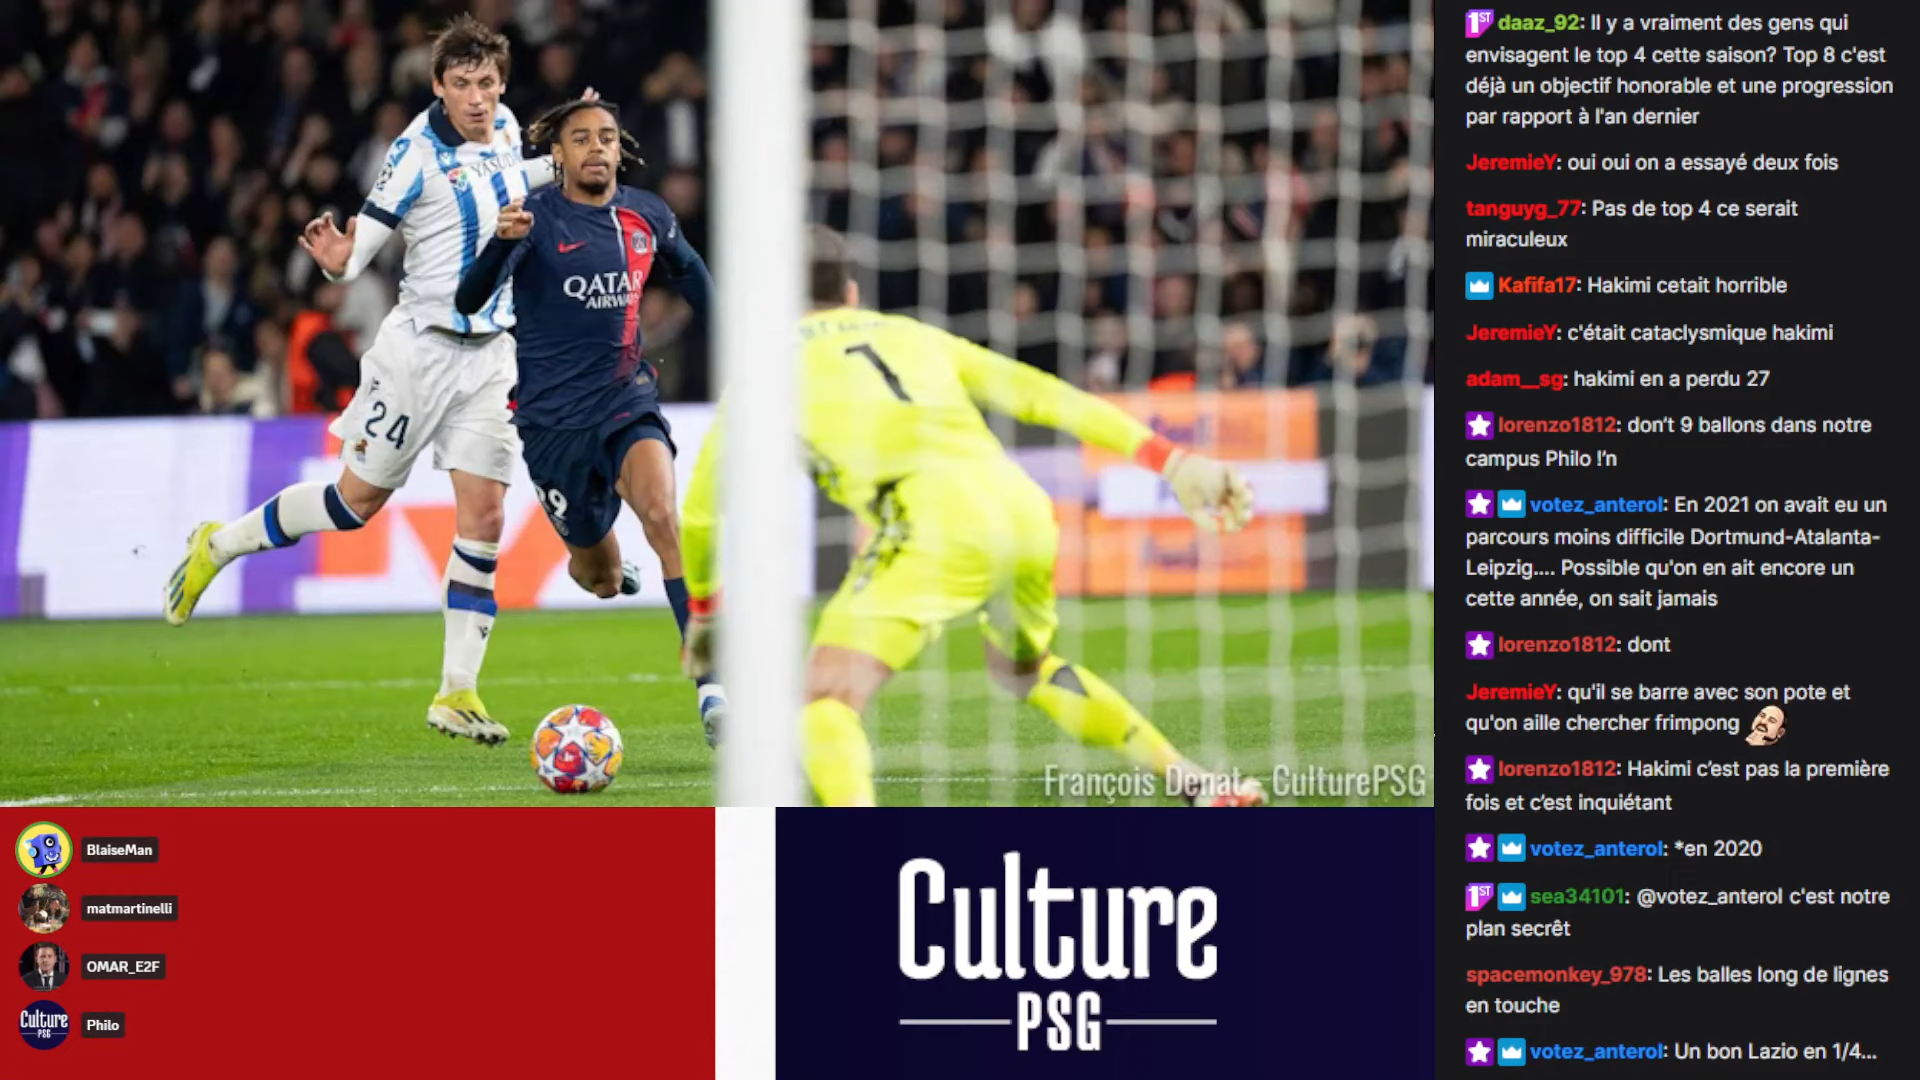 YASUDA
QATAR
AIRWAYS
1
24
29
François Denat - CulturePSG
BlaiseMan
matmartinelli
OMAR_E2F
Culture
PSG
Philo
Culture
PSG
1ST daaz_92: Il y a vraiment des gens qui
envisagent le top 4 cette saison? Top 8 c'est
déjà un objectif honorable et une progression
par rapport à l'an dernier
JeremieY: oui oui on a essayé deux fois
tanguyg_77: Pas de top 4 ce serait
miraculeux
Kafifa17: Hakimi cetait horrible
JeremieY: c'était cataclysmique hakimi
adam__sg: hakimi en a perdu 27
lorenzo1812: don’t 9 ballons dans notre
campus Philo !’n
votez_anterol: En 2021 on avait eu un
parcours moins difficile Dortmund-Atalanta-
Leipzig.... Possible qu'on en ait encore un
cette année, on sait jamais
lorenzo1812: dont
JeremieY: qu'il se barre avec son pote et
qu'on aille chercher frimpong
lorenzo1812: Hakimi c’est pas la première
fois et c’est inquiétant
votez_anterol: *en 2020
1ST sea34101: @votez_anterol c'est notre
plan secrêt
spacemonkey_978: Les balles long de lignes
en touche
votez_anterol: Un bon Lazio en 1/4...